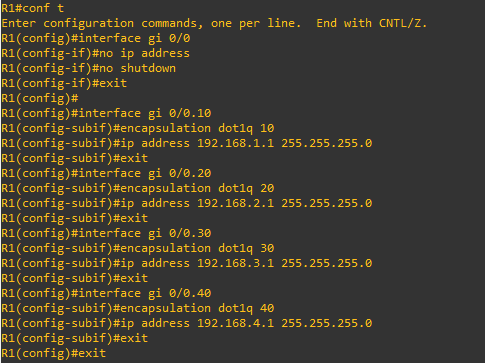 R1#conf t
Enter configuration commands, one per line.  End with CNTL/Z.
R1(config)#interface gi 0/0
R1(config-if)#no ip address
R1(config-if)#no shutdown
R1(config-if)#exit
R1(config)#
R1(config)#interface gi 0/0.10
R1(config-subif)#encapsulation dot1q 10
R1(config-subif)#ip address 192.168.1.1 255.255.255.0
R1(config-subif)#exit
R1(config)#interface gi 0/0.20
R1(config-subif)#encapsulation dot1q 20
R1(config-subif)#ip address 192.168.2.1 255.255.255.0
R1(config-subif)#exit
R1(config)#interface gi 0/0.30
R1(config-subif)#encapsulation dot1q 30
R1(config-subif)#ip address 192.168.3.1 255.255.255.0
R1(config-subif)#exit
R1(config)#interface gi 0/0.40
R1(config-subif)#encapsulation dot1q 40
R1(config-subif)#ip address 192.168.4.1 255.255.255.0
R1(config-subif)#exit
R1(config)#exit